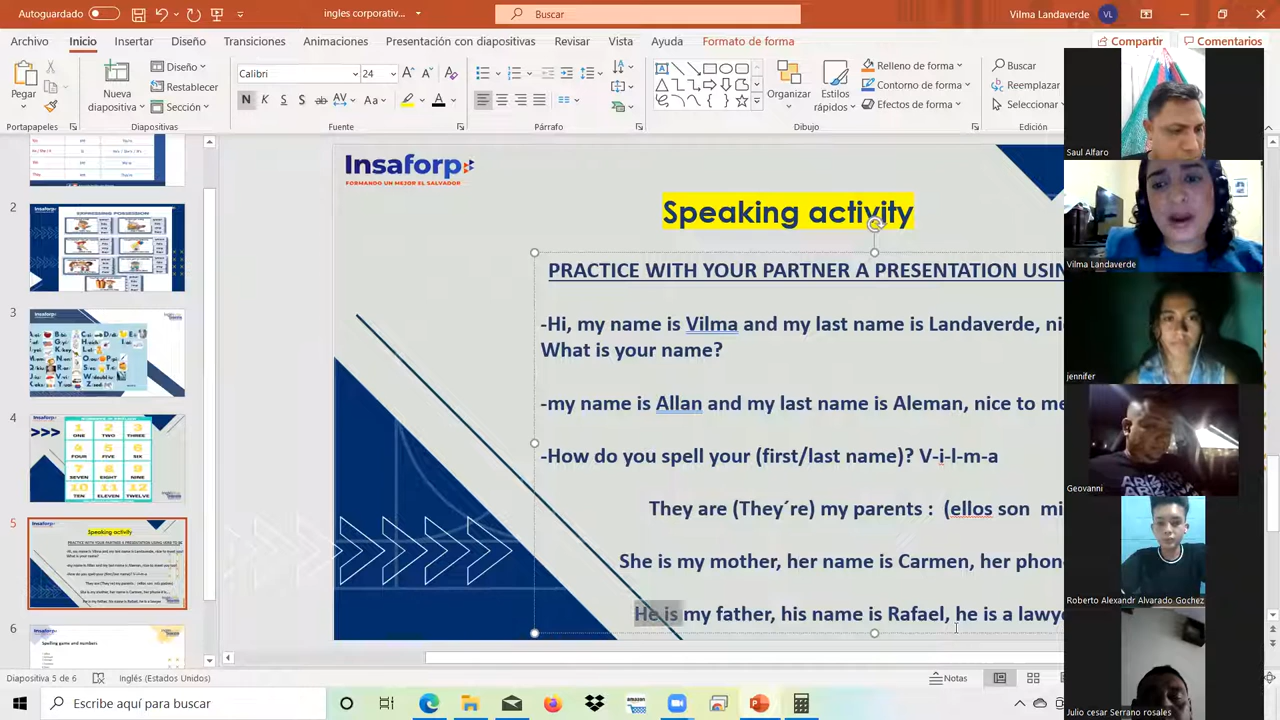 Autoguardado
ingles corporativ...
Buscar
Vilma Landaverde
VL
Archivo Inicio Insertar Diseño Transiciones Animaciones Presentación con diapositivas Revisar Vista Ayuda Formato de forma Compartir Comentarios
Pegar
Nueva diapositiva
Diseño
Restablecer
Sección
Calibri 24
Organizar
Estilos rápidos
Relleno de forma
Contorno de forma
Efectos de forma
Buscar
Reemplazar
Seleccionar
Portapapeles Diapositivas Fuente Párrafo Dibujo Edición
2
3
4
5
Insaforp
FORMANDO UN MEJOR EL SALVADOR
Speaking activity
PRACTICE WITH YOUR PARTNER A PRESENTATION USIN
-Hi, my name is Vilma and my last name is Landaverde, ni
What is your name?
-my name is Allan and my last name is Aleman, nice to me
-How do you spell your (first/last name)? V-i-l-m-a
They are (They´re) my parents : (ellos son mi
She is my mother, her name is Carmen, her phon
He is my father, his name is Rafael, he is a lawye
Saul Alfaro
Vilma Landaverde
jennifer
Geovanni
Roberto Alexandr Alvarado Gochez
Julio cesar Serrano rosales
Diapositiva 5 de 6
Inglés (Estados Unidos)
Notas
Escribe aquí para buscar